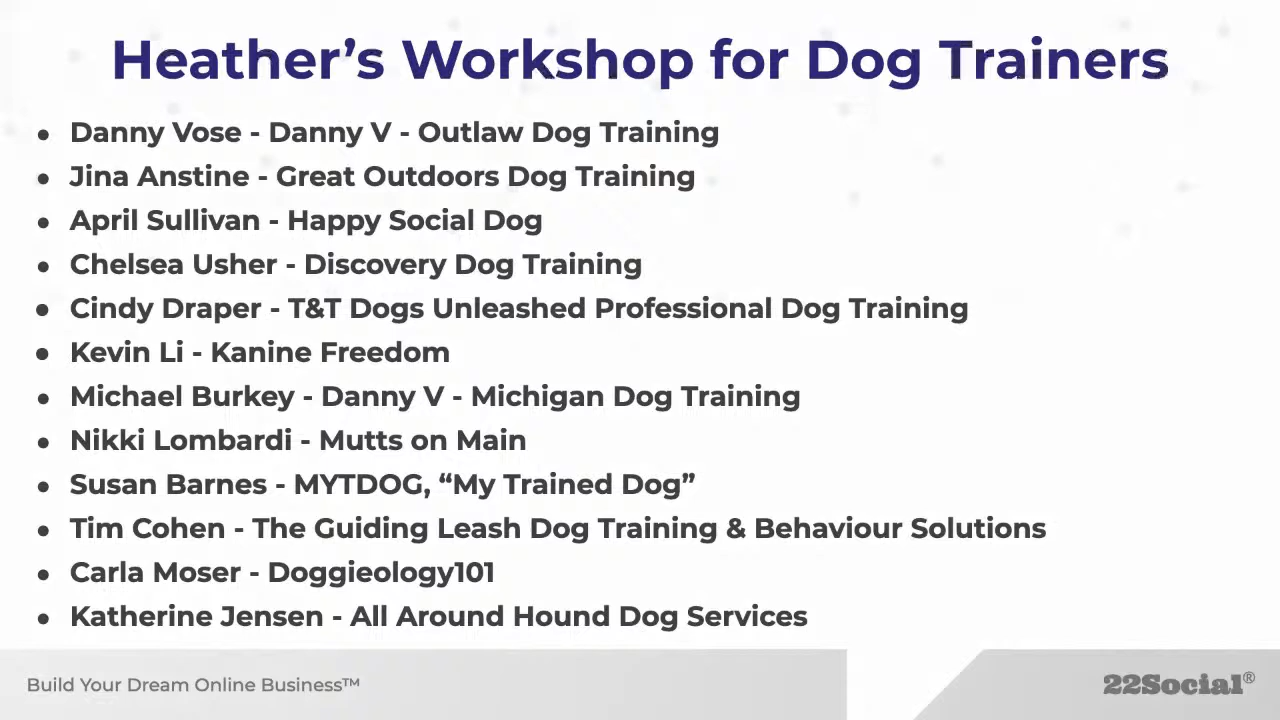 Heather’s Workshop for Dog Trainers
• Danny Vose - Danny V - Outlaw Dog Training
• Jina Anstine - Great Outdoors Dog Training
• April Sullivan - Happy Social Dog
• Chelsea Usher - Discovery Dog Training
• Cindy Draper - T&T Dogs Unleashed Professional Dog Training
• Kevin Li - Kanine Freedom
• Michael Burkey - Danny V - Michigan Dog Training
• Nikki Lombardi - Mutts on Main
• Susan Barnes - MYTDOG, “My Trained Dog”
• Tim Cohen - The Guiding Leash Dog Training & Behaviour Solutions
• Carla Moser - Doggieology101
• Katherine Jensen - All Around Hound Dog Services
Build Your Dream Online Business™
22Social®